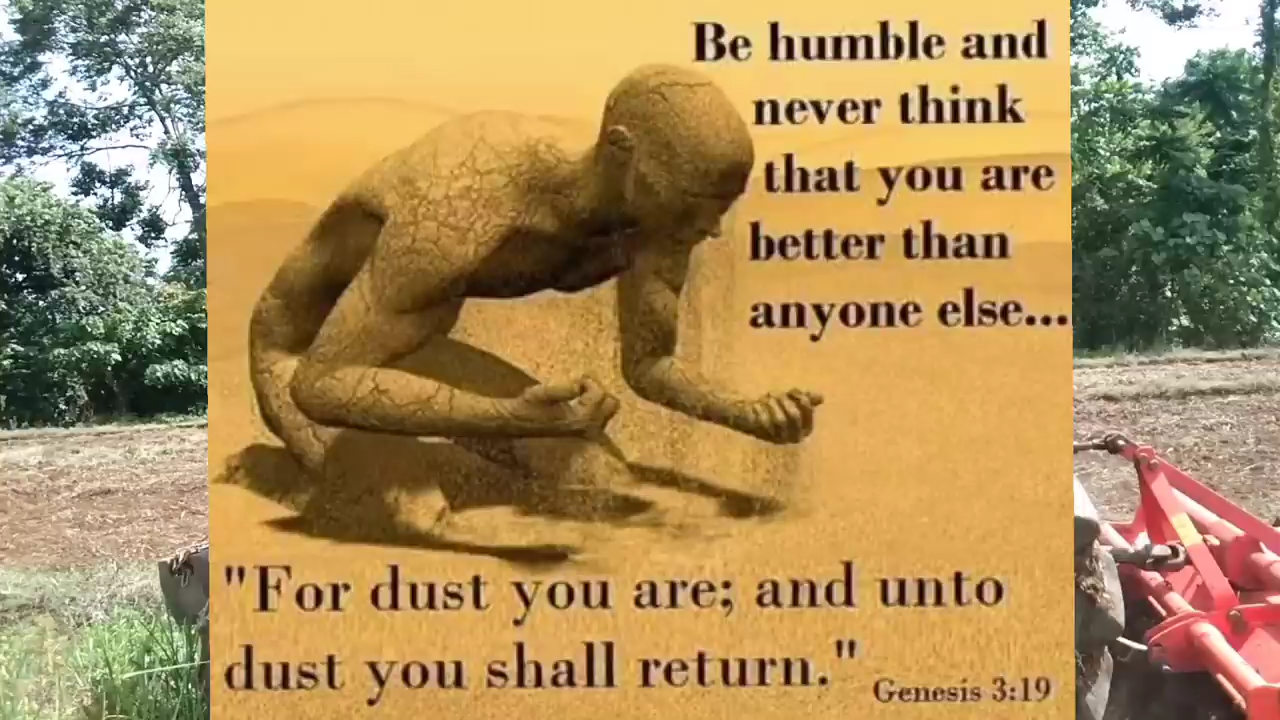 Be humble and
never think
that you are
better than
anyone else...
"For dust you are; and unto
dust you shall return."
Genesis 3:19